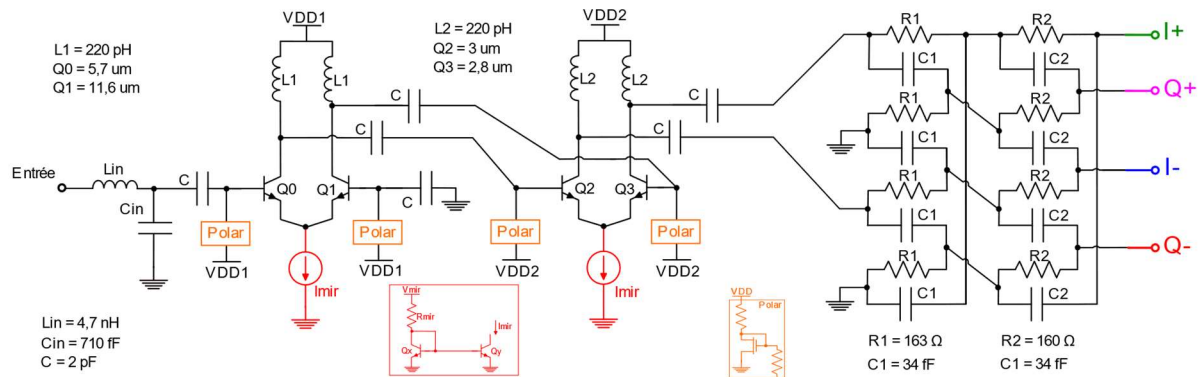 VDD1
L1 = 220 pH
Q0 = 5,7 um
Q1 = 11,6 um
L1
L1
VDD2
L2 = 220 pH
Q2 = 3 um
Q3 = 2,8 um
L2
L2
C
C
C
C
Entrée
Lin
Cin
C
Q0
Q1
C
Polar
Polar
VDD1
VDD1
Imir
Q2
Q3
Polar
Polar
VDD2
VDD2
Imir
Lin = 4,7 nH
Cin = 710 fF
C = 2 pF
Vmir
Rmir
Imir
Qx
Qy
VDD
Polar
R1
R2
I+
C1
C2
Q+
R1
R2
C1
C2
I-
R1
R2
C1
C2
Q-
R1
R2
C1
C2
R1 = 163 Ω
C1 = 34 fF
R2 = 160 Ω
C1 = 34 fF